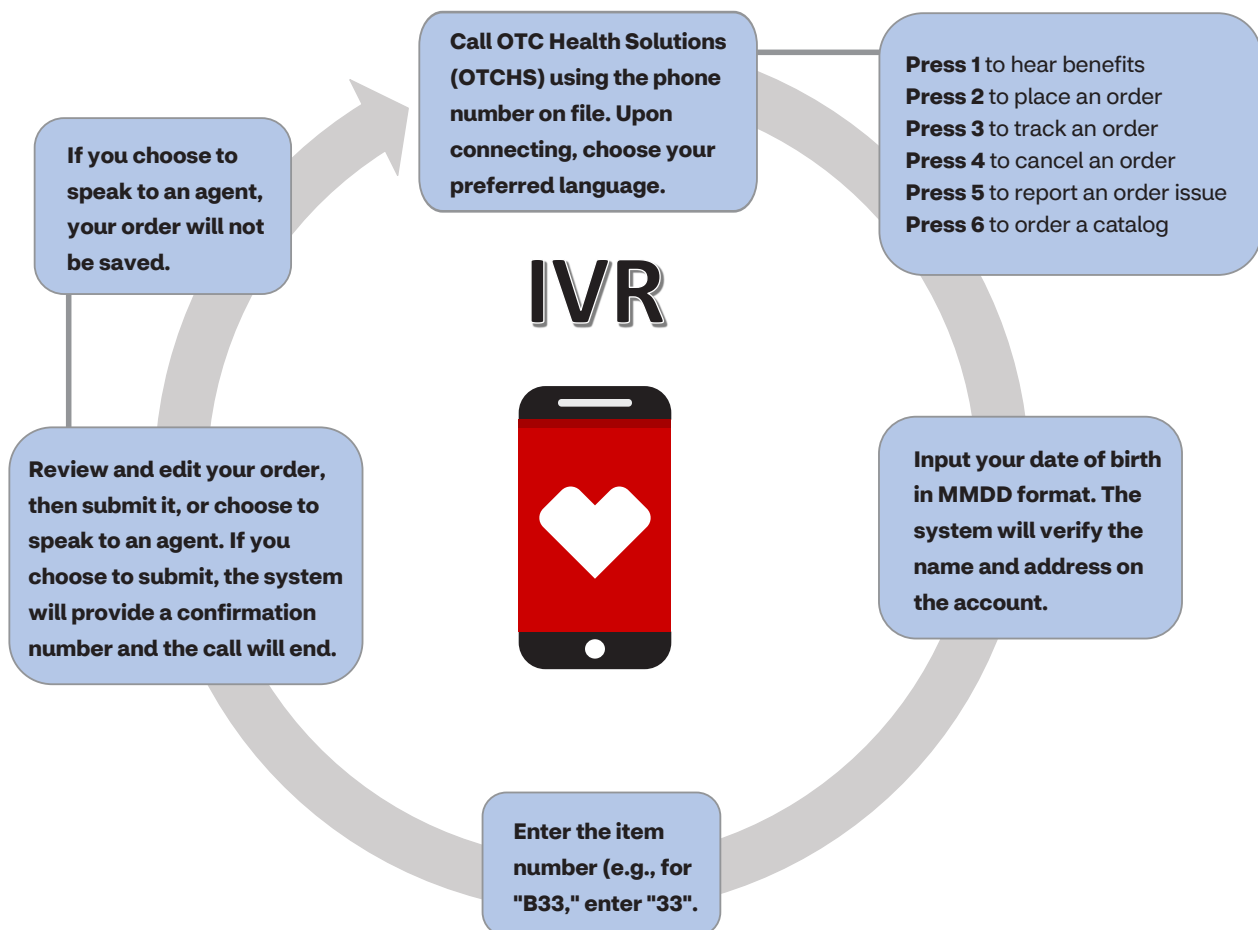 Call OTC Health Solutions
(OTCHS) using the phone
number on file. Upon
connecting, choose your
preferred language.
Press 1 to hear benefits
Press 2 to place an order
Press 3 to track an order
Press 4 to cancel an order
Press 5 to report an order issue
Press 6 to order a catalog
Input your date of birth
in MMDD format. The
system will verify the
name and address on
the account.
Enter the item
number (e.g., for
"B33," enter "33".
Review and edit your order,
then submit it, or choose to
speak to an agent. If you
choose to submit, the system
will provide a confirmation
number and the call will end.
If you choose to
speak to an agent,
your order will not
be saved.
IVR